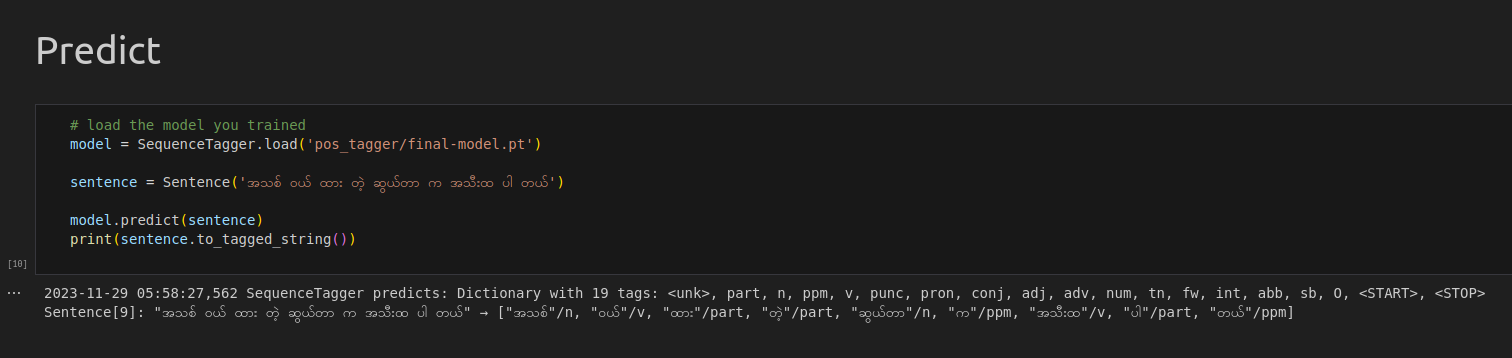 Predict
# load the model you trained
model = SequenceTagger.load('pos_tagger/final-model.pt')
sentence = Sentence('အသစ် ဝယ် ထား တဲ့ ဆွယ်တာ က အသီးထ ပါ တယ်')
model.predict(sentence)
print(sentence.to_tagged_string())
[10]
... 2023-11-29 05:58:27,562 SequenceTagger predicts: Dictionary with 19 tags: <unk>, part, n, ppm, v, punc, pron, conj, adj, adv, num, tn, fw, int, abb, sb, O, <START>, <STOP>
Sentence[9]: "အသစ် ဝယ် ထား တဲ့ ဆွယ်တာ က အသီးထ ပါ တယ်" → ["အသစ်"/n, "ဝယ်"/v, "ထား"/part, "တဲ့"/part, "ဆွယ်တာ"/n, "က"/ppm, "အသီးထ"/v, "ပါ"/part, "တယ်"/ppm]